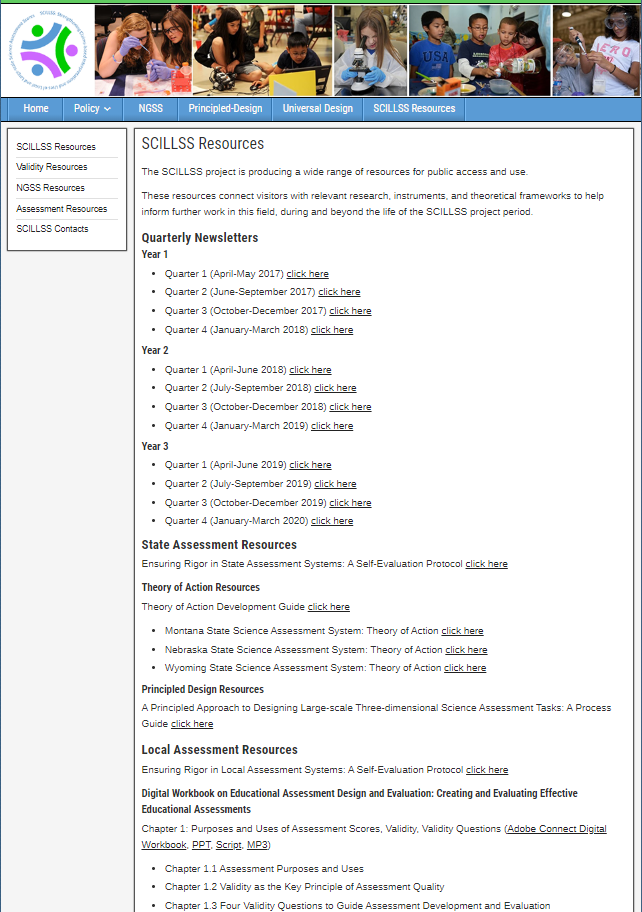 Home Policy NGSS Principled-Design Universal Design SCILLSS Resources
SCILLSS Resources
Validity Resources
NGSS Resources
Assessment Resources
SCILLSS Contacts
SCILLSS Resources
The SCILLSS project is producing a wide range of resources for public access and use.
These resources connect visitors with relevant research, instruments, and theoretical frameworks to help
inform further work in this field, during and beyond the life of the SCILLSS project period.
Quarterly Newsletters
Year 1
• Quarter 1 (April-May 2017) click here
• Quarter 2 (June-September 2017) click here
• Quarter 3 (October-December 2017) click here
• Quarter 4 (January-March 2018) click here
Year 2
• Quarter 1 (April-June 2018) click here
• Quarter 2 (July-September 2018) click here
• Quarter 3 (October-December 2018) click here
• Quarter 4 (January-March 2019) click here
Year 3
• Quarter 1 (April-June 2019) click here
• Quarter 2 (July-September 2019) click here
• Quarter 3 (October-December 2019) click here
• Quarter 4 (January-March 2020) click here
State Assessment Resources
Ensuring Rigor in State Assessment Systems: A Self-Evaluation Protocol click here
Theory of Action Resources
Theory of Action Development Guide click here
• Montana State Science Assessment System: Theory of Action click here
• Nebraska State Science Assessment System: Theory of Action click here
• Wyoming State Science Assessment System: Theory of Action click here
Principled Design Resources
A Principled Approach to Designing Large-scale Three-dimensional Science Assessment Tasks: A Process
Guide click here
Local Assessment Resources
Ensuring Rigor in Local Assessment Systems: A Self-Evaluation Protocol click here
Digital Workbook on Educational Assessment Design and Evaluation: Creating and Evaluating Effective
Educational Assessments
Chapter 1: Purposes and Uses of Assessment Scores, Validity, Validity Questions (Adobe Connect Digital
Workbook, PPT, Script, MP3)
• Chapter 1.1 Assessment Purposes and Uses
• Chapter 1.2 Validity as the Key Principle of Assessment Quality
• Chapter 1.3 Four Validity Questions to Guide Assessment Development and Evaluation